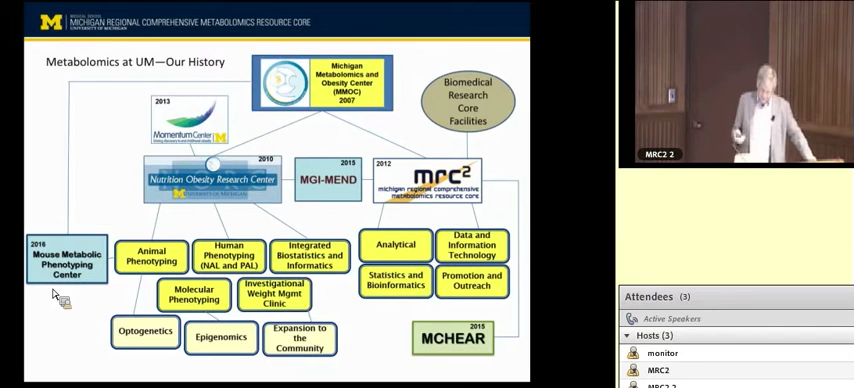 MEDICAL SCHOOL
MICHIGAN REGIONAL COMPREHENSIVE METABOLOMICS RESOURCE CORE
UNIVERSITY OF MICHIGAN
Metabolomics at UM—Our History
Michigan
Metabolomics and
Obesity Center
(MMOC)
2007
Biomedical
Research
Core
Facilities
2013
Momentum Center
2010
Nutrition Obesity Research Center
UNIVERSITY OF MICHIGAN
2015
MGI-MEND
2012
mrc²
michigan regional comprehensive
metabolomics resource core
2016
Mouse Metabolic
Phenotyping
Center
Animal
Phenotyping
Human
Phenotyping
(NAL and PAL)
Integrated
Biostatistics and
Informatics
Analytical
Data and
Information
Technology
Molecular
Phenotyping
Investigational
Weight Mgmt
Clinic
Statistics and
Bioinformatics
Promotion and
Outreach
Optogenetics
Epigenomics
Expansion to
the
Community
2015
MCHEAR
MRC2 2
Attendees (3)
Active Speakers
Hosts (3)
monitor
MRC2
MRC2 2